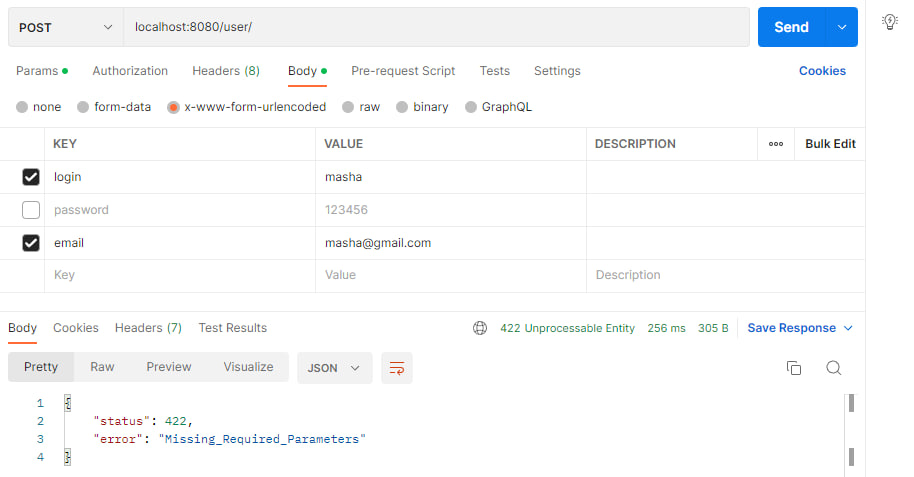 POST localhost:8080/user/ Send
Params Authorization Headers (8) Body Pre-request Script Tests Settings Cookies
none form-data x-www-form-urlencoded raw binary GraphQL
KEY VALUE DESCRIPTION ooo Bulk Edit
login masha
password 123456
email masha@gmail.com
Key Value Description
Body Cookies Headers (7) Test Results 422 Unprocessable Entity 256 ms 305 B Save Response
Pretty Raw Preview Visualize JSON
1 {
2 "status": 422,
3 "error": "Missing_Required_Parameters"
4 }